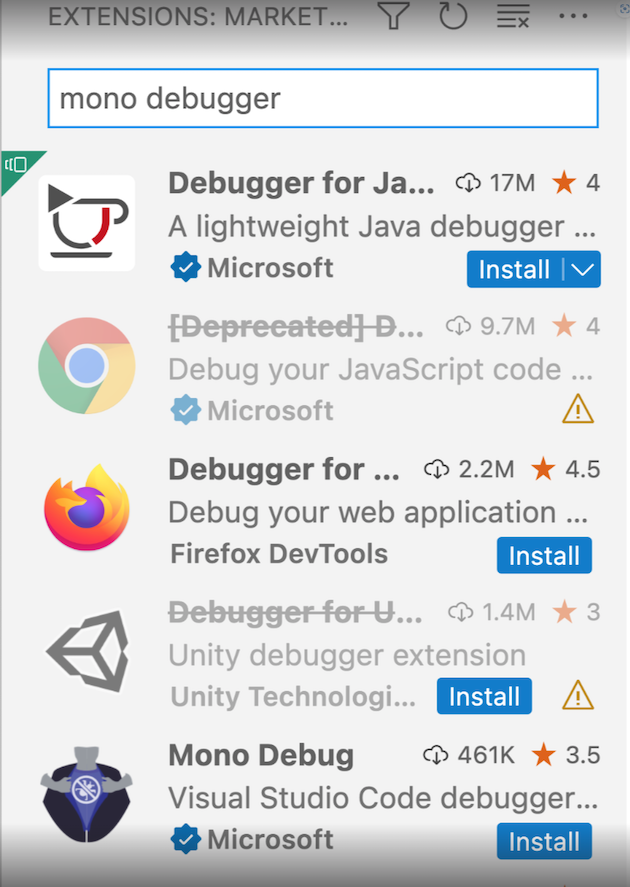 EXTENSIONS: MARKET...
mono debugger
Debugger for Ja... 17M 4
A lightweight Java debugger ...
Microsoft Install
[Deprecated] D... 9.7M 4
Debug your JavaScript code ...
Microsoft
Debugger for ... 2.2M 4.5
Debug your web application ...
Firefox DevTools Install
Debugger for U... 1.4M 3
Unity debugger extension
Unity Technologi... Install
Mono Debug 461K 3.5
Visual Studio Code debugger...
Microsoft Install